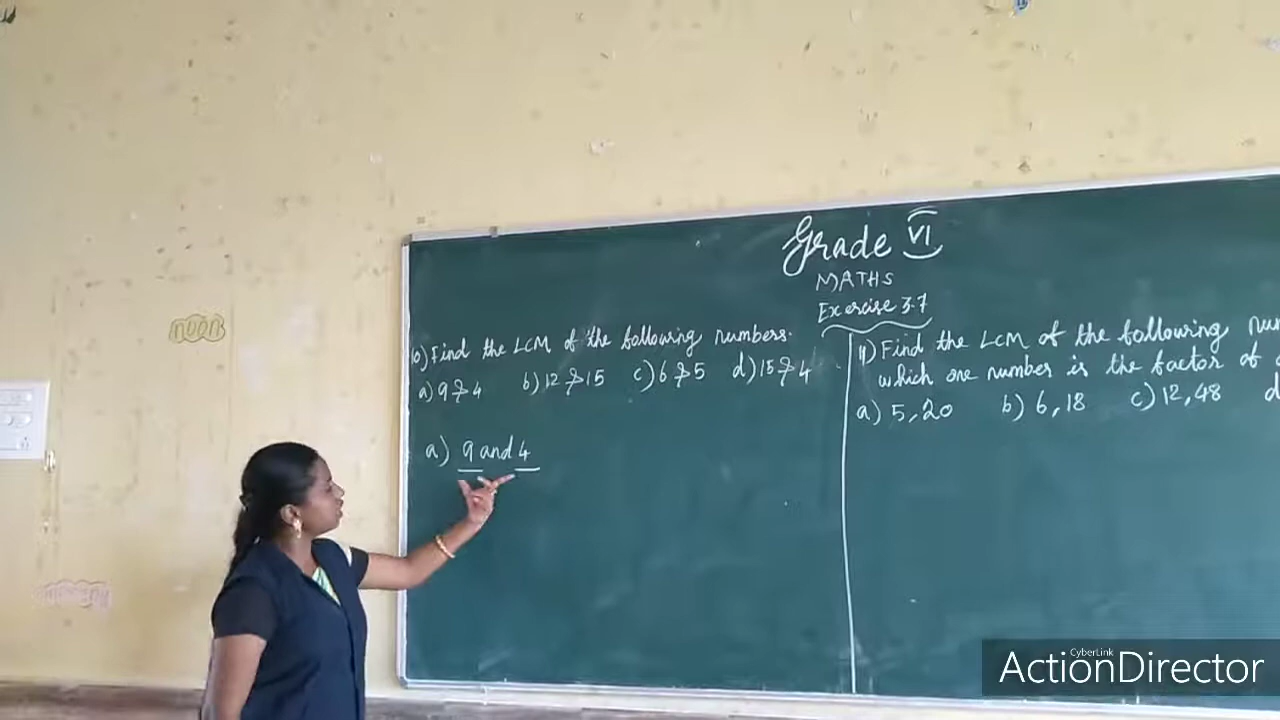 Grade VI
MATHS
Exercise 3.7
10) Find the LCM of the following numbers.
a) 9 & 4 b) 12 & 15 c) 6 & 5 d) 15 & 4
a) 9 and 4
11) Find the LCM of the following
which one number is the factor of
a) 5, 20 b) 6, 18 c) 12, 48 d
noon
CyberLink
ActionDirector